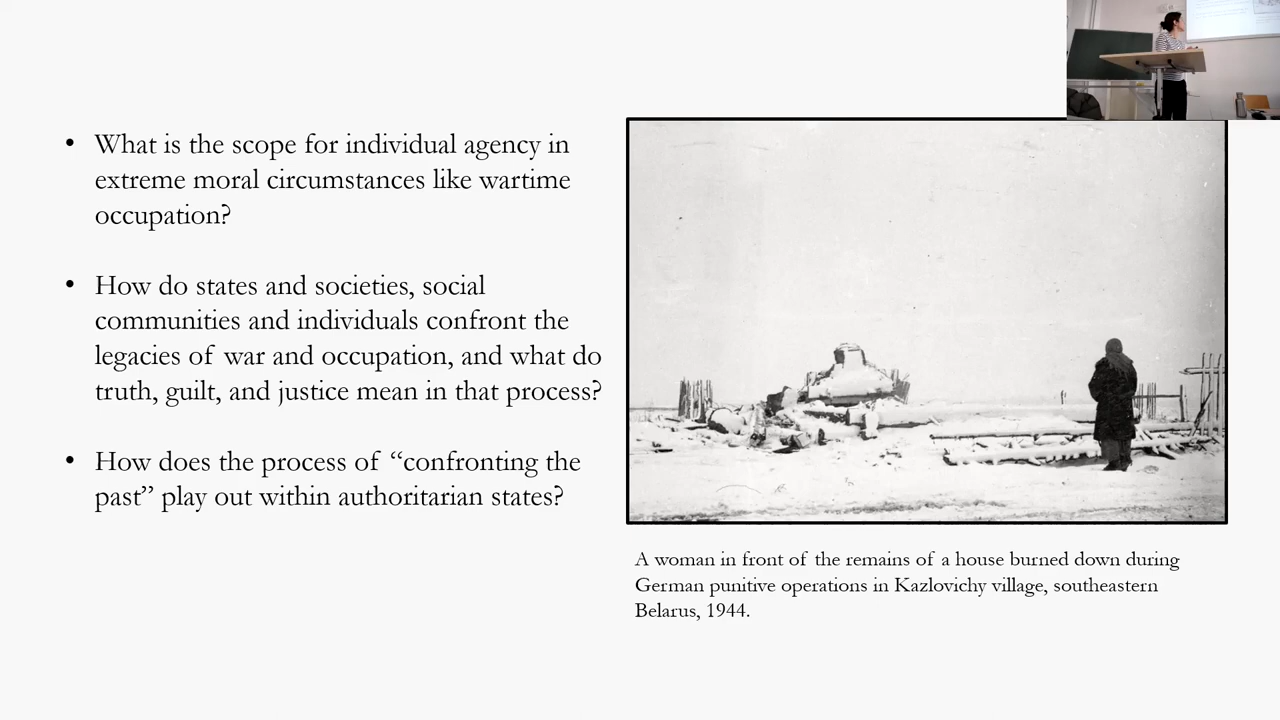 • What is the scope for individual agency in
extreme moral circumstances like wartime
occupation?
• How do states and societies, social
communities and individuals confront the
legacies of war and occupation, and what do
truth, guilt, and justice mean in that process?
• How does the process of “confronting the
past” play out within authoritarian states?
A woman in front of the remains of a house burned down during
German punitive operations in Kazlovichy village, southeastern
Belarus, 1944.